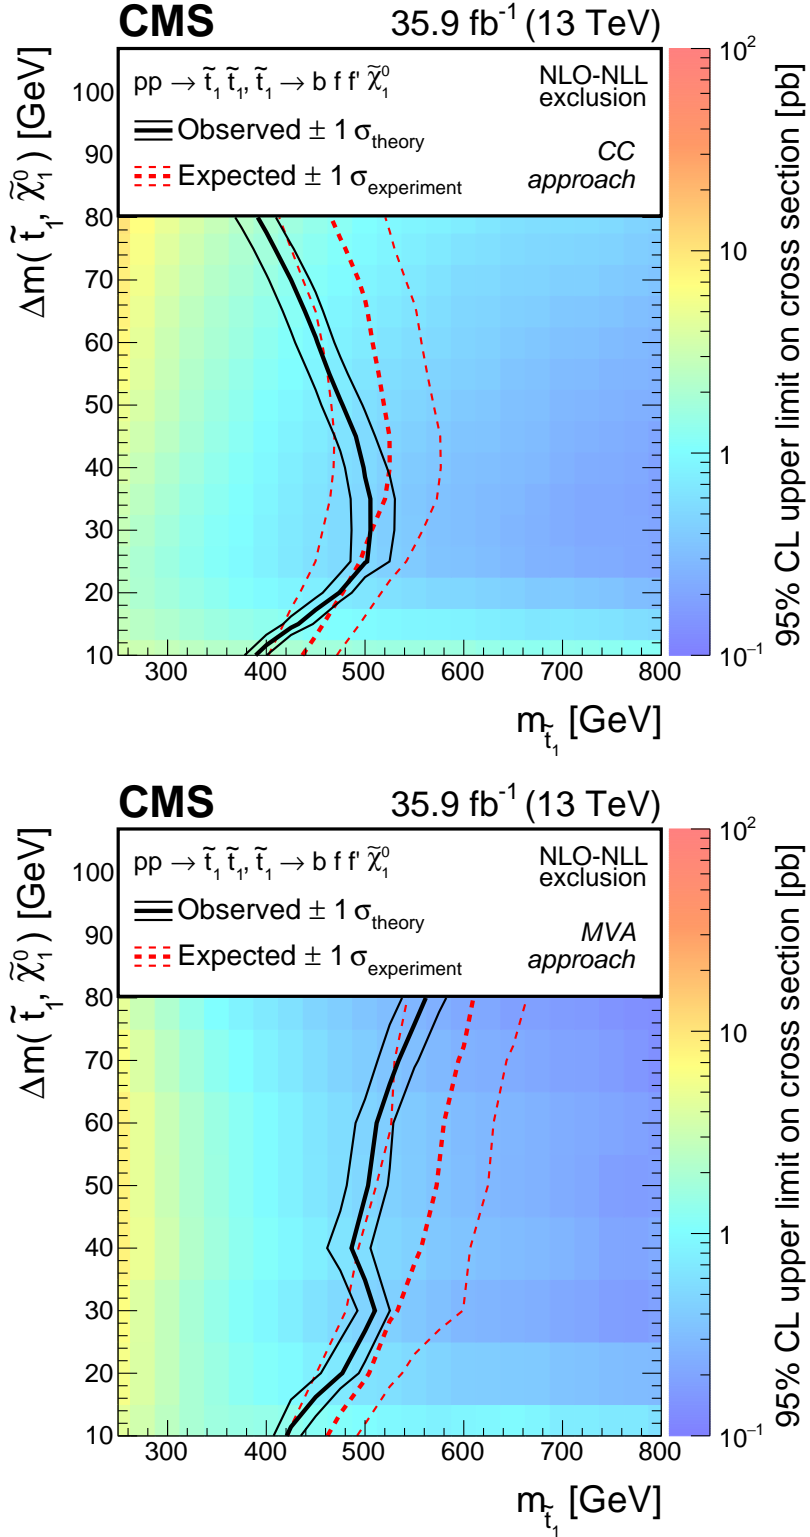 CMS 35.9 fb⁻¹ (13 TeV)
pp → t̃₁ t̃₁, t̃₁ → b f f' χ̃₁⁰ NLO-NLL
exclusion
Observed ± 1 σ_theory
CC
Expected ± 1 σ_experiment approach
Δm( t̃₁, χ̃₁⁰ ) [GeV]
100
90
80
70
60
50
40
30
20
10
300 400 500 600 700 800
m_t̃₁ [GeV]
10²
10
1
10⁻¹
95% CL upper limit on cross section [pb]
CMS 35.9 fb⁻¹ (13 TeV)
pp → t̃₁ t̃₁, t̃₁ → b f f' χ̃₁⁰ NLO-NLL
exclusion
Observed ± 1 σ_theory
MVA
Expected ± 1 σ_experiment approach
Δm( t̃₁, χ̃₁⁰ ) [GeV]
100
90
80
70
60
50
40
30
20
10
300 400 500 600 700 800
m_t̃₁ [GeV]
10²
10
1
10⁻¹
95% CL upper limit on cross section [pb]